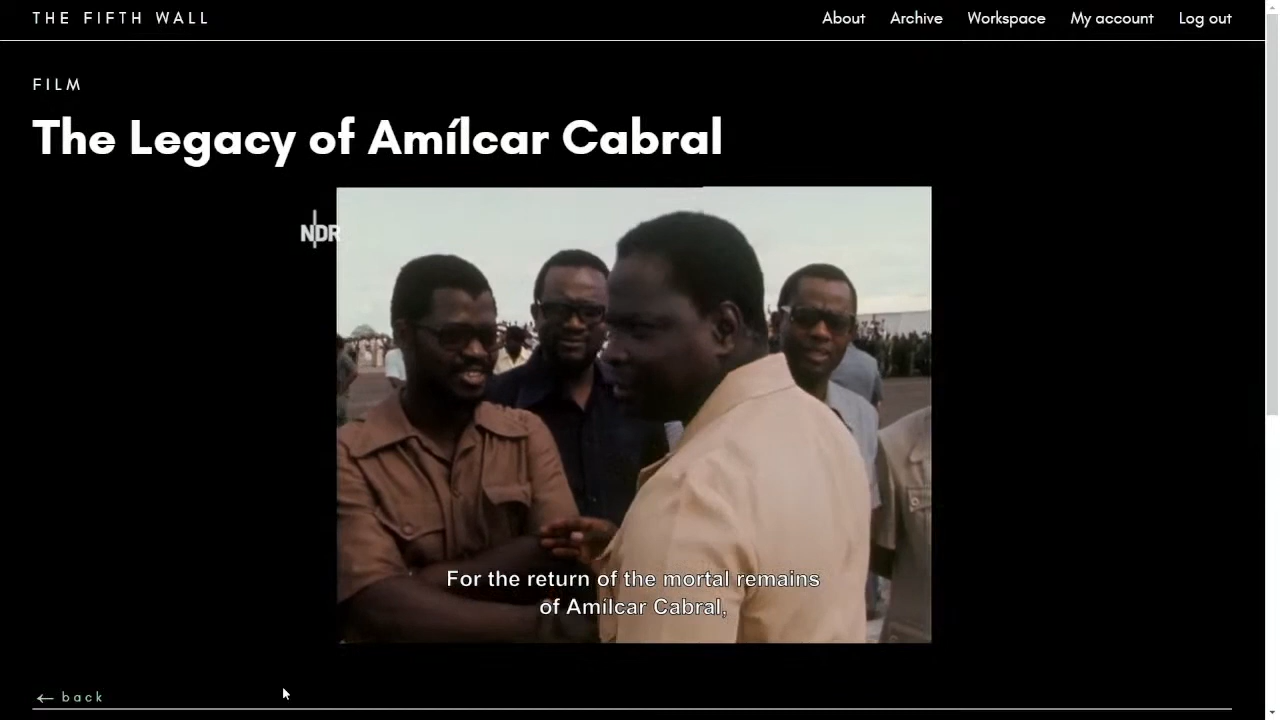 THE FIFTH WALL
About Archive Workspace My account Log out
FILM
The Legacy of Amílcar Cabral
NDR
For the return of the mortal remains
of Amílcar Cabral,
← back